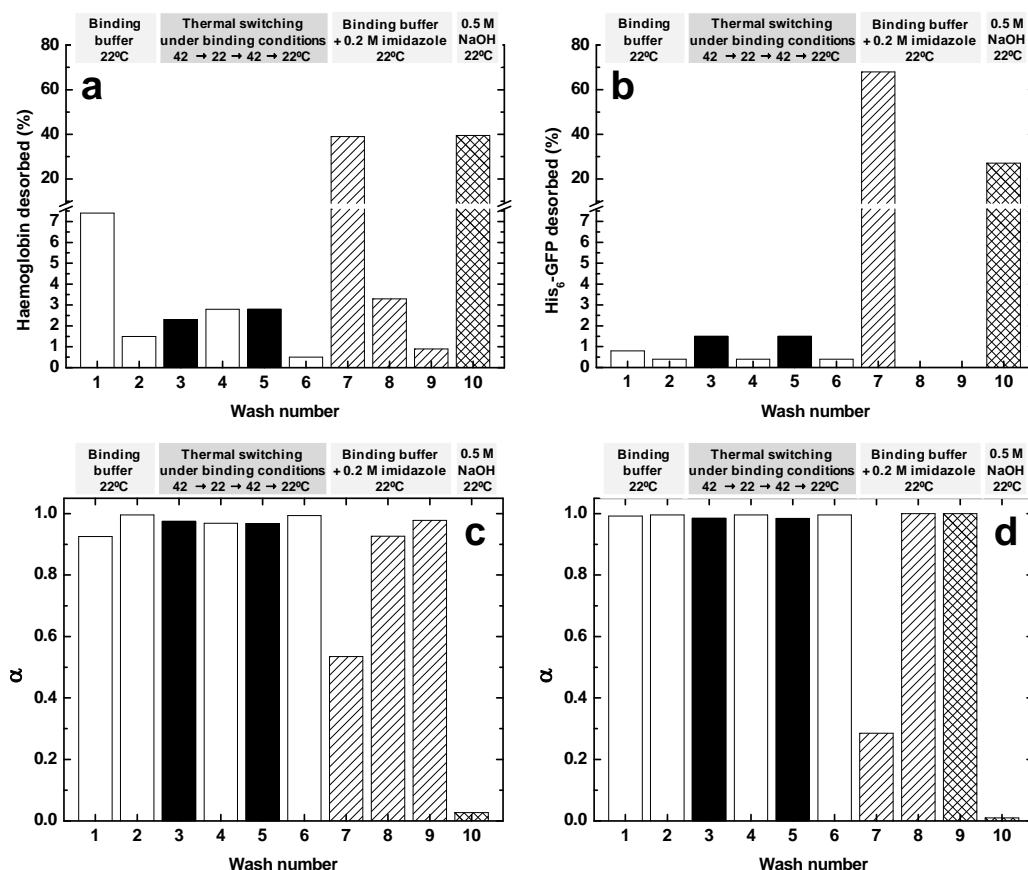 Binding
buffer
22ºC
Thermal switching
under binding conditions
42 → 22 → 42 → 22ºC
Binding buffer
+ 0.2 M imidazole
22ºC
0.5 M
NaOH
22ºC
a
Haemoglobin desorbed (%)
80
60
40
20
7
6
5
4
3
2
1
0
1 2 3 4 5 6 7 8 9 10
Wash number
Binding
buffer
22ºC
Thermal switching
under binding conditions
42 → 22 → 42 → 22ºC
Binding buffer
+ 0.2 M imidazole
22ºC
0.5 M
NaOH
22ºC
b
His6-GFP desorbed (%)
80
60
40
20
7
6
5
4
3
2
1
0
1 2 3 4 5 6 7 8 9 10
Wash number
Binding
buffer
22ºC
Thermal switching
under binding conditions
42 → 22 → 42 → 22ºC
Binding buffer
+ 0.2 M imidazole
22ºC
0.5 M
NaOH
22ºC
c
α
1.0
0.8
0.6
0.4
0.2
0.0
1 2 3 4 5 6 7 8 9 10
Wash number
Binding
buffer
22ºC
Thermal switching
under binding conditions
42 → 22 → 42 → 22ºC
Binding buffer
+ 0.2 M imidazole
22ºC
0.5 M
NaOH
22ºC
d
α
1.0
0.8
0.6
0.4
0.2
0.0
1 2 3 4 5 6 7 8 9 10
Wash number